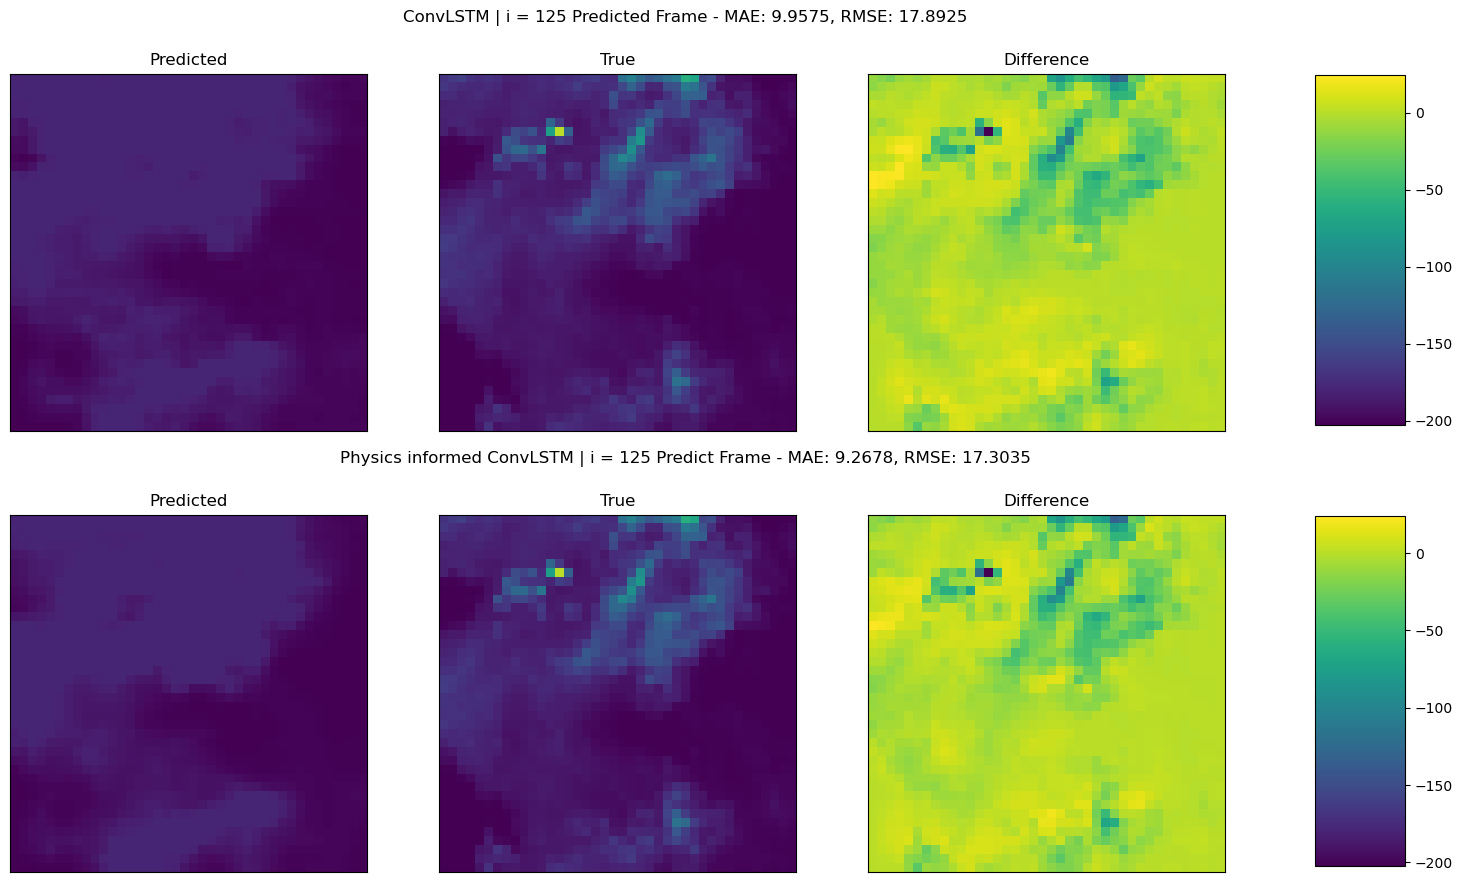 ConvLSTM | i = 125 Predicted Frame - MAE: 9.9575, RMSE: 17.8925
Predicted
True
Difference
0
−50
−100
−150
−200
Physics informed ConvLSTM | i = 125 Predict Frame - MAE: 9.2678, RMSE: 17.3035
Predicted
True
Difference
0
−50
−100
−150
−200